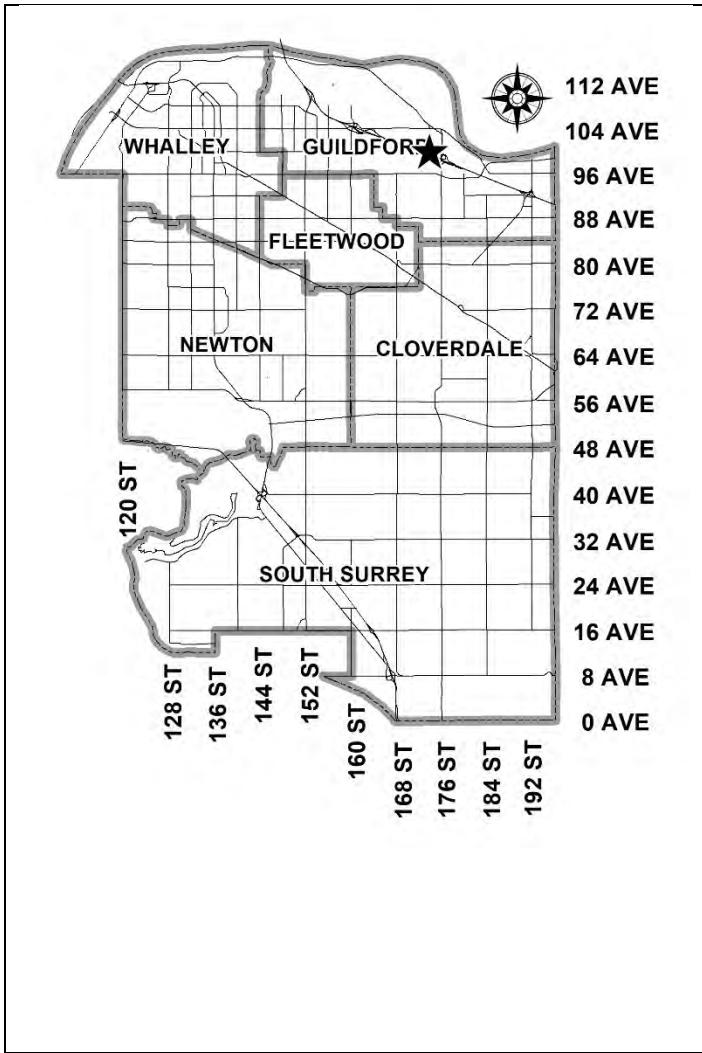 112 AVE
104 AVE
WHALLEY
GUILDFOR
96 AVE
88 AVE
FLEETWOOD
80 AVE
72 AVE
NEWTON
CLOVERDALE
64 AVE
56 AVE
48 AVE
120 ST
40 AVE
32 AVE
SOUTH SURREY
24 AVE
16 AVE
8 AVE
0 AVE
128 ST
136 ST
144 ST
152 ST
160 ST
168 ST
176 ST
184 ST
192 ST